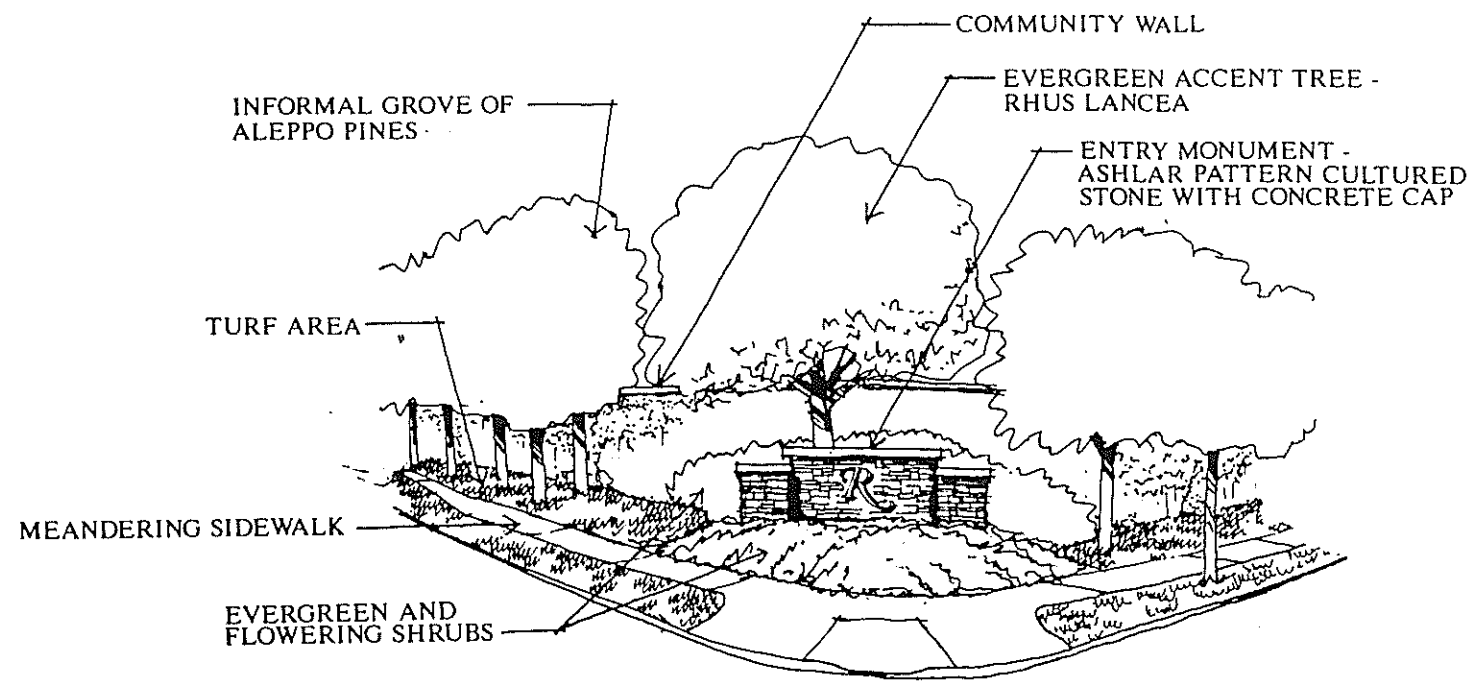 COMMUNITY WALL
EVERGREEN ACCENT TREE -
RHUS LANCEA
INFORMAL GROVE OF
ALEPPO PINES
ENTRY MONUMENT -
ASHLAR PATTERN CULTURED
STONE WITH CONCRETE CAP
TURF AREA
R
MEANDERING SIDEWALK
EVERGREEN AND
FLOWERING SHRUBS